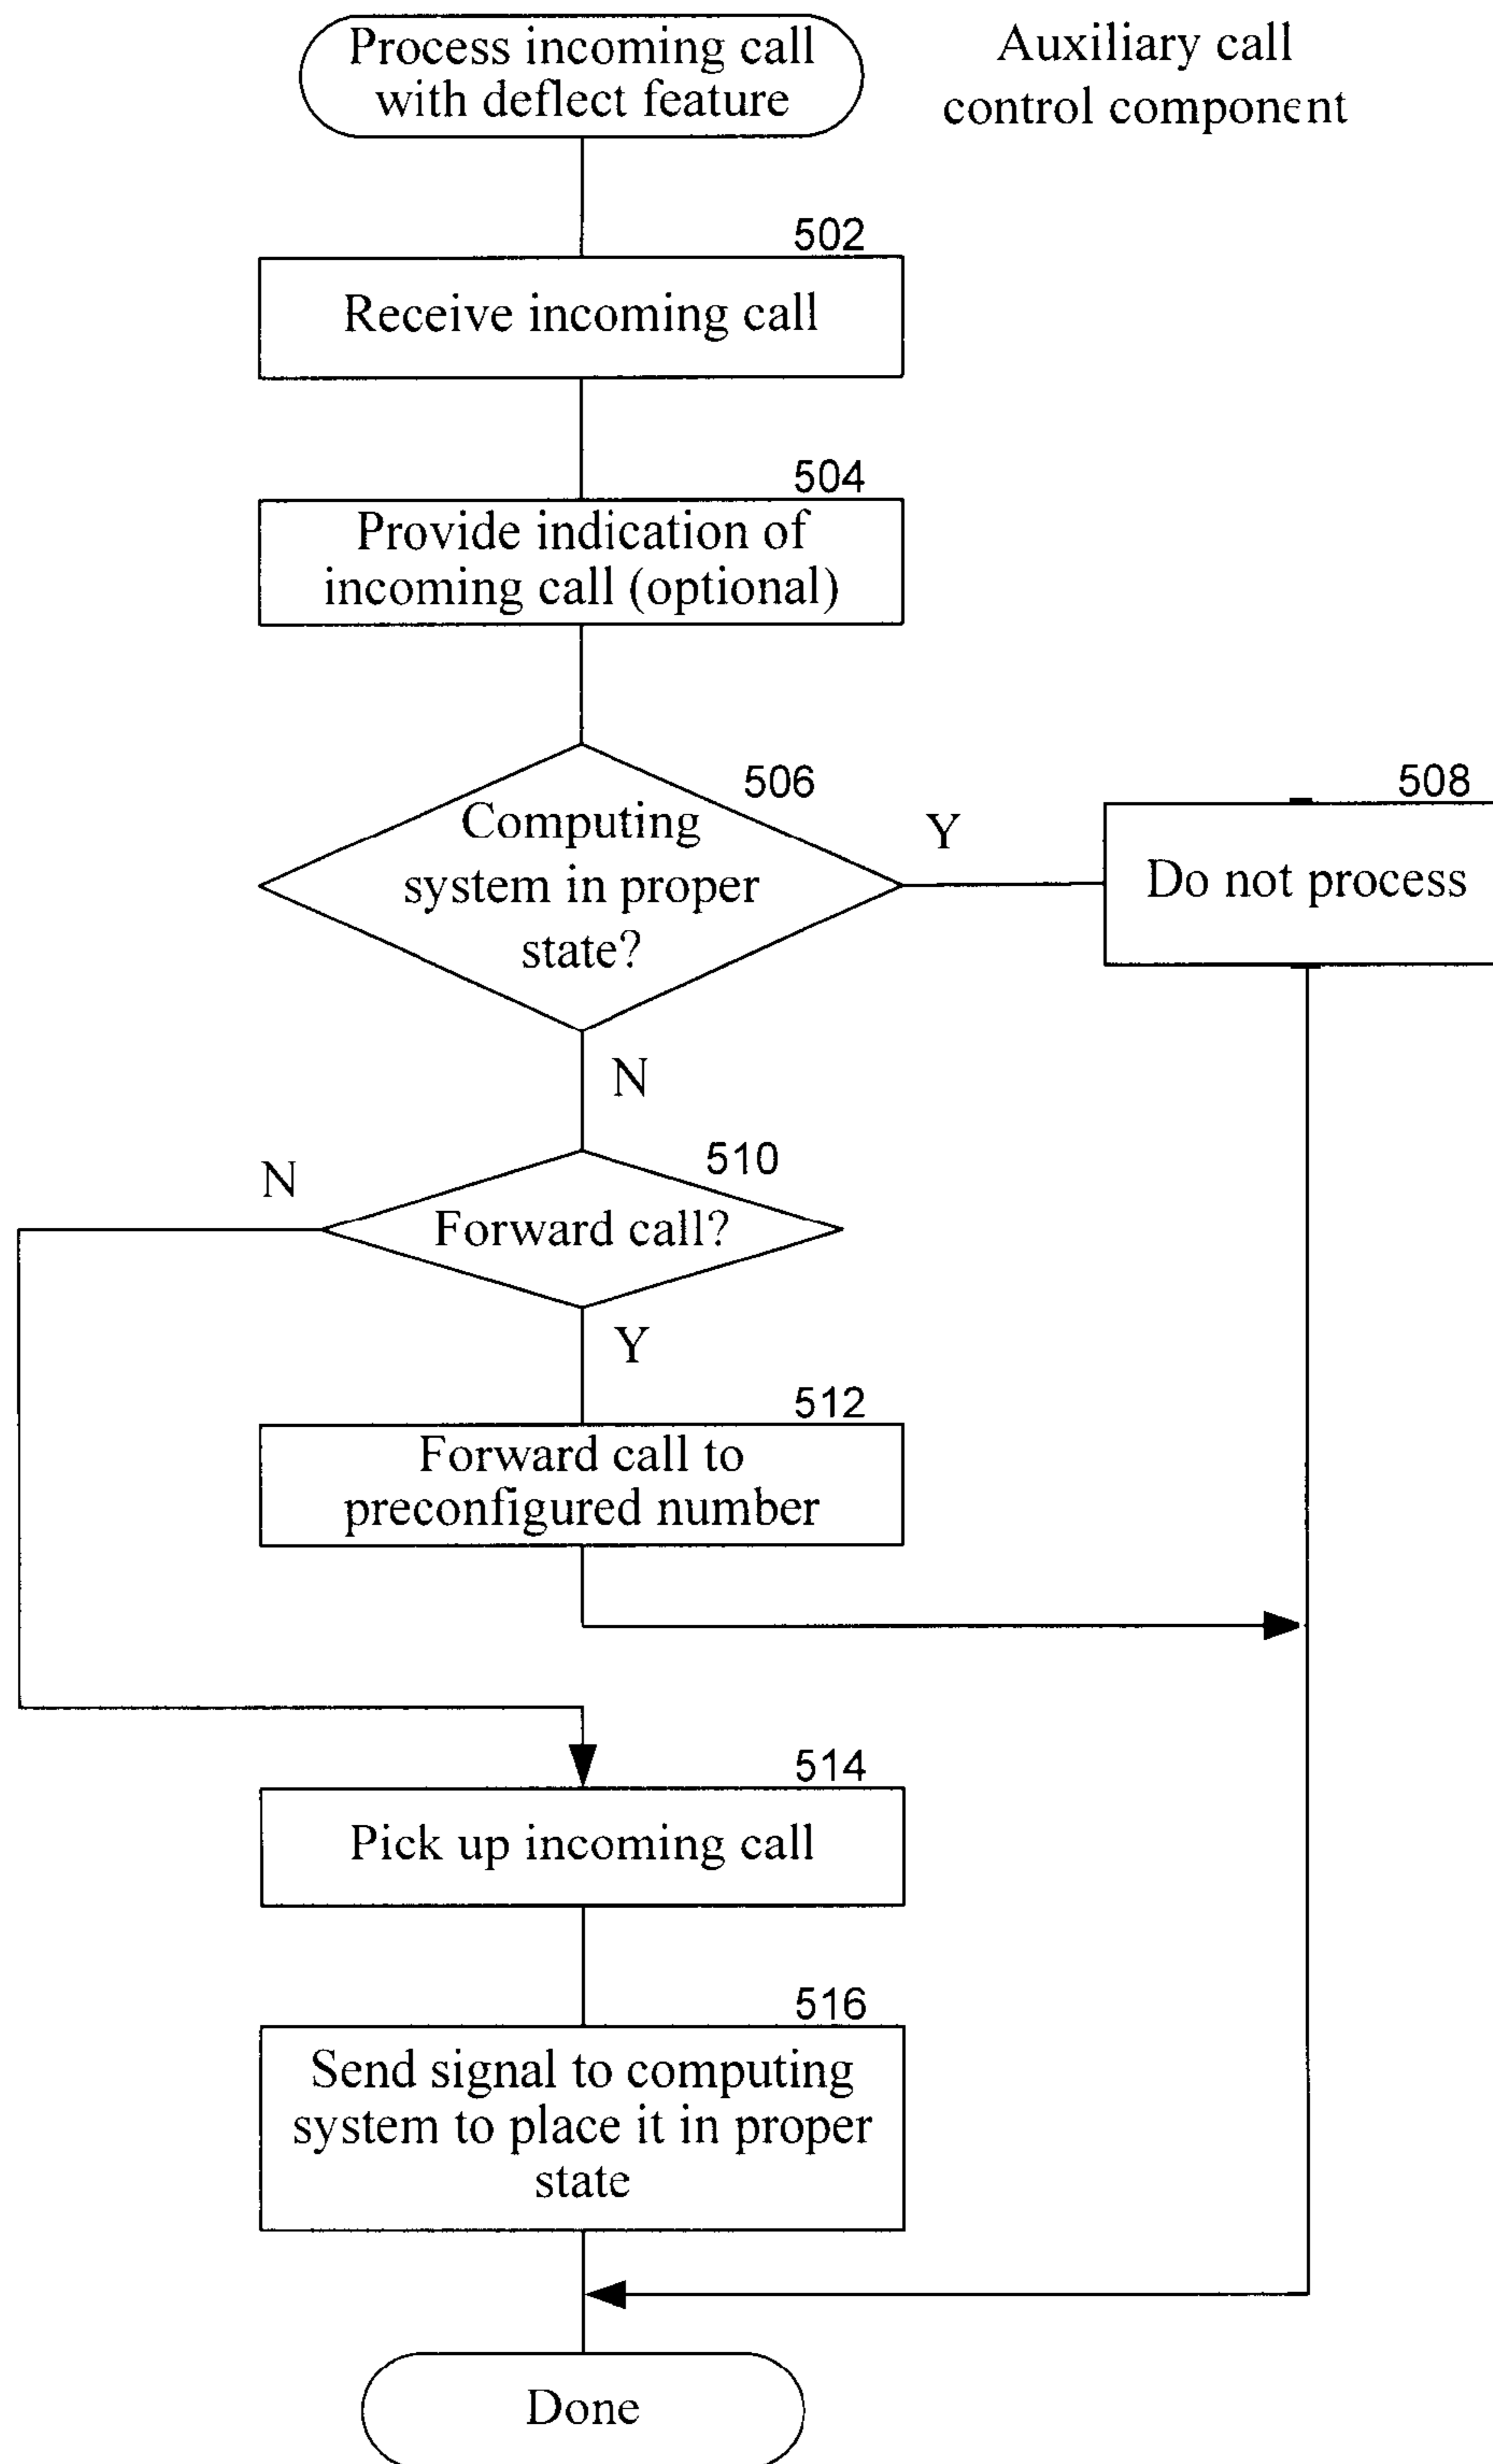 Process incoming call
with deflect feature
Auxiliary call
control component
502
Receive incoming call
504
Provide indication of
incoming call (optional)
506
Computing
system in proper
state?
Y
508
Do not process
N
510
N
Forward call?
Y
512
Forward call to
preconfigured number
514
Pick up incoming call
516
Send signal to computing
system to place it in proper
state
Done